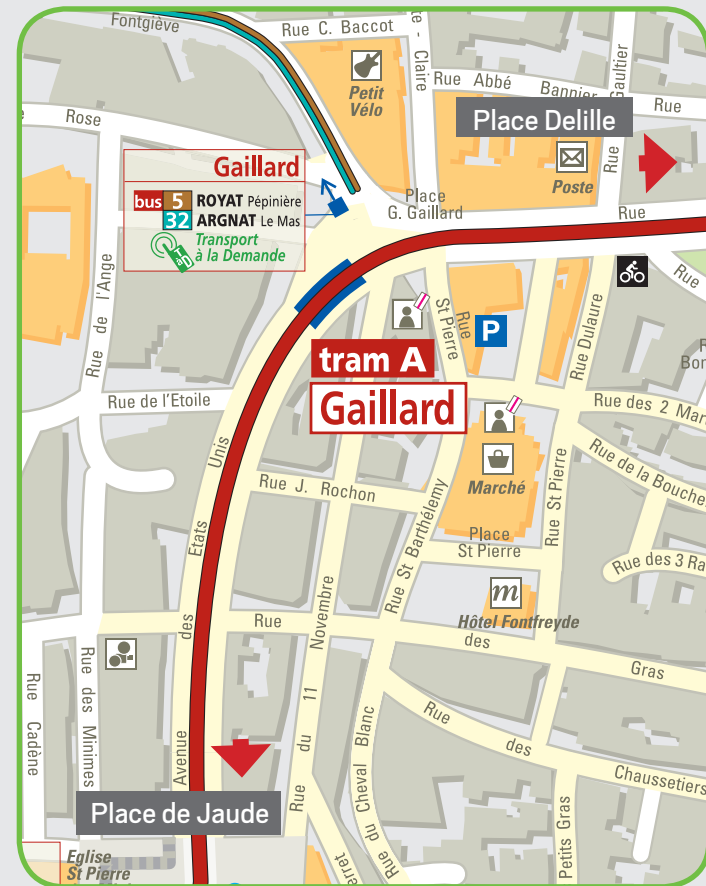 Fontgiève
Rue C. Baccot
te - Claire
Gaultier
Rue Abbé Bannier
Rue
Petit
Vélo
Rose
Place Delille
Poste
Rue
Gaillard
bus 5 ROYAT Pépinière
32 ARGNAT Le Mas
TàD
Transport
à la Demande
Place
G. Gaillard
Rue
Rue de l'Ange
Rue
St Pierre
Rue
P
Rue Dulaure
Bor
tram A
Gaillard
Rue de l'Etoile
Rue des 2 Mar
Unis
Rue J. Rochon
Marché
Rue St Pierre
Rue de la Bouche
Rue St Barthélemy
Place
St Pierre
Etats
Rue des 3 Ra
m
Hôtel Fontfreyde
Novembre
Rue
des
des
Gras
Rue Cadène
Rue des Minimes
Avenue
11
Rue du
Rue du Cheval Blanc
Rue
des
Chaussetiers
Place de Jaude
Petits Gras
Eglise
St Pierre
rret